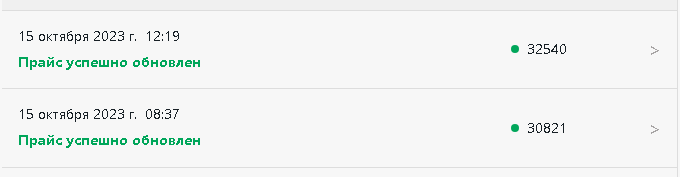 15 октября 2023 г. 12:19
Прайс успешно обновлен
32540
>
15 октября 2023 г. 08:37
Прайс успешно обновлен
30821
>